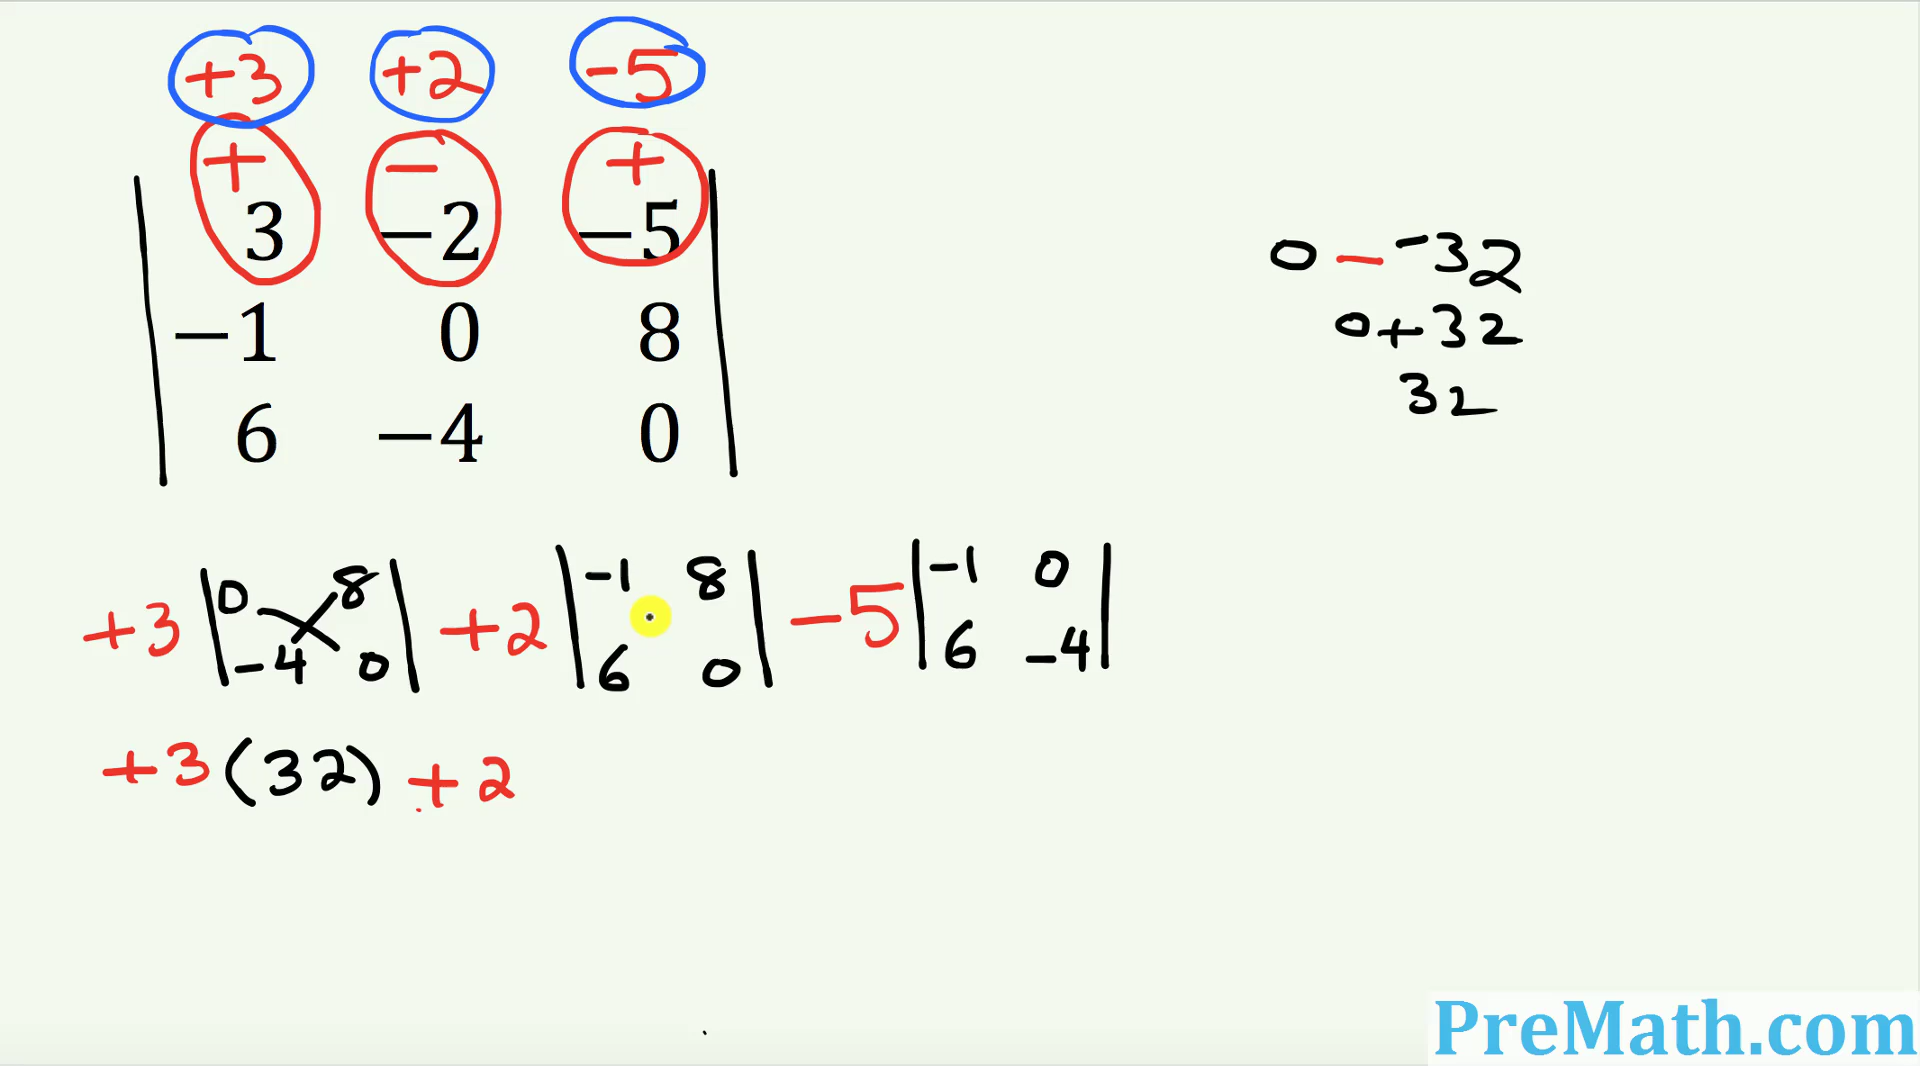 +3 +2 -5
+ - +
3 −2 −5
−1 0 8
6 −4 0
0 - -32
0+32
32
+3 |0 8| +2 |-1 8| -5 |-1 0|
|-4 0| |6 0| |6 -4|
+3 (32) +2
PreMath.com